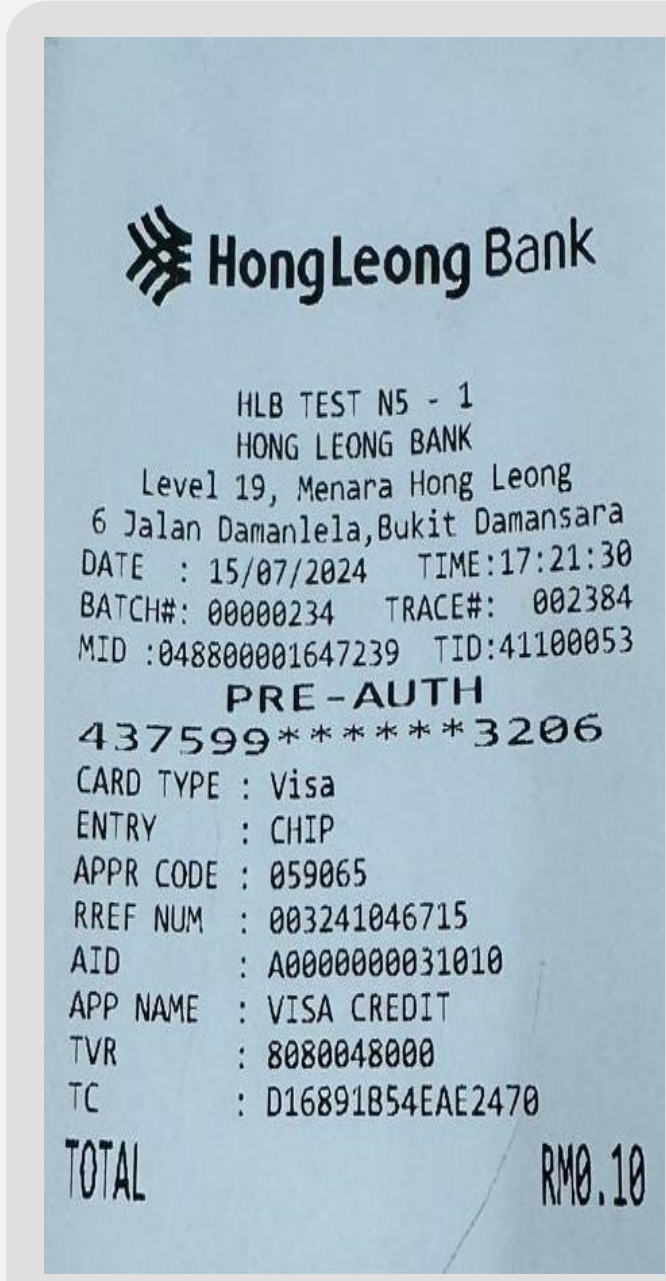 HongLeong Bank
HLB TEST N5 - 1
HONG LEONG BANK
Level 19, Menara Hong Leong
6 Jalan Damanlela,Bukit Damansara
DATE : 15/07/2024 TIME:17:21:30
BATCH#: 00000234 TRACE#: 002384
MID :048800001647239 TID:41100053
PRE-AUTH
437599******3206
CARD TYPE : Visa
ENTRY : CHIP
APPR CODE : 059065
RREF NUM : 003241046715
AID : A0000000031010
APP NAME : VISA CREDIT
TVR : 8080048000
TC : D16891B54EAE2470
TOTAL RM0.10